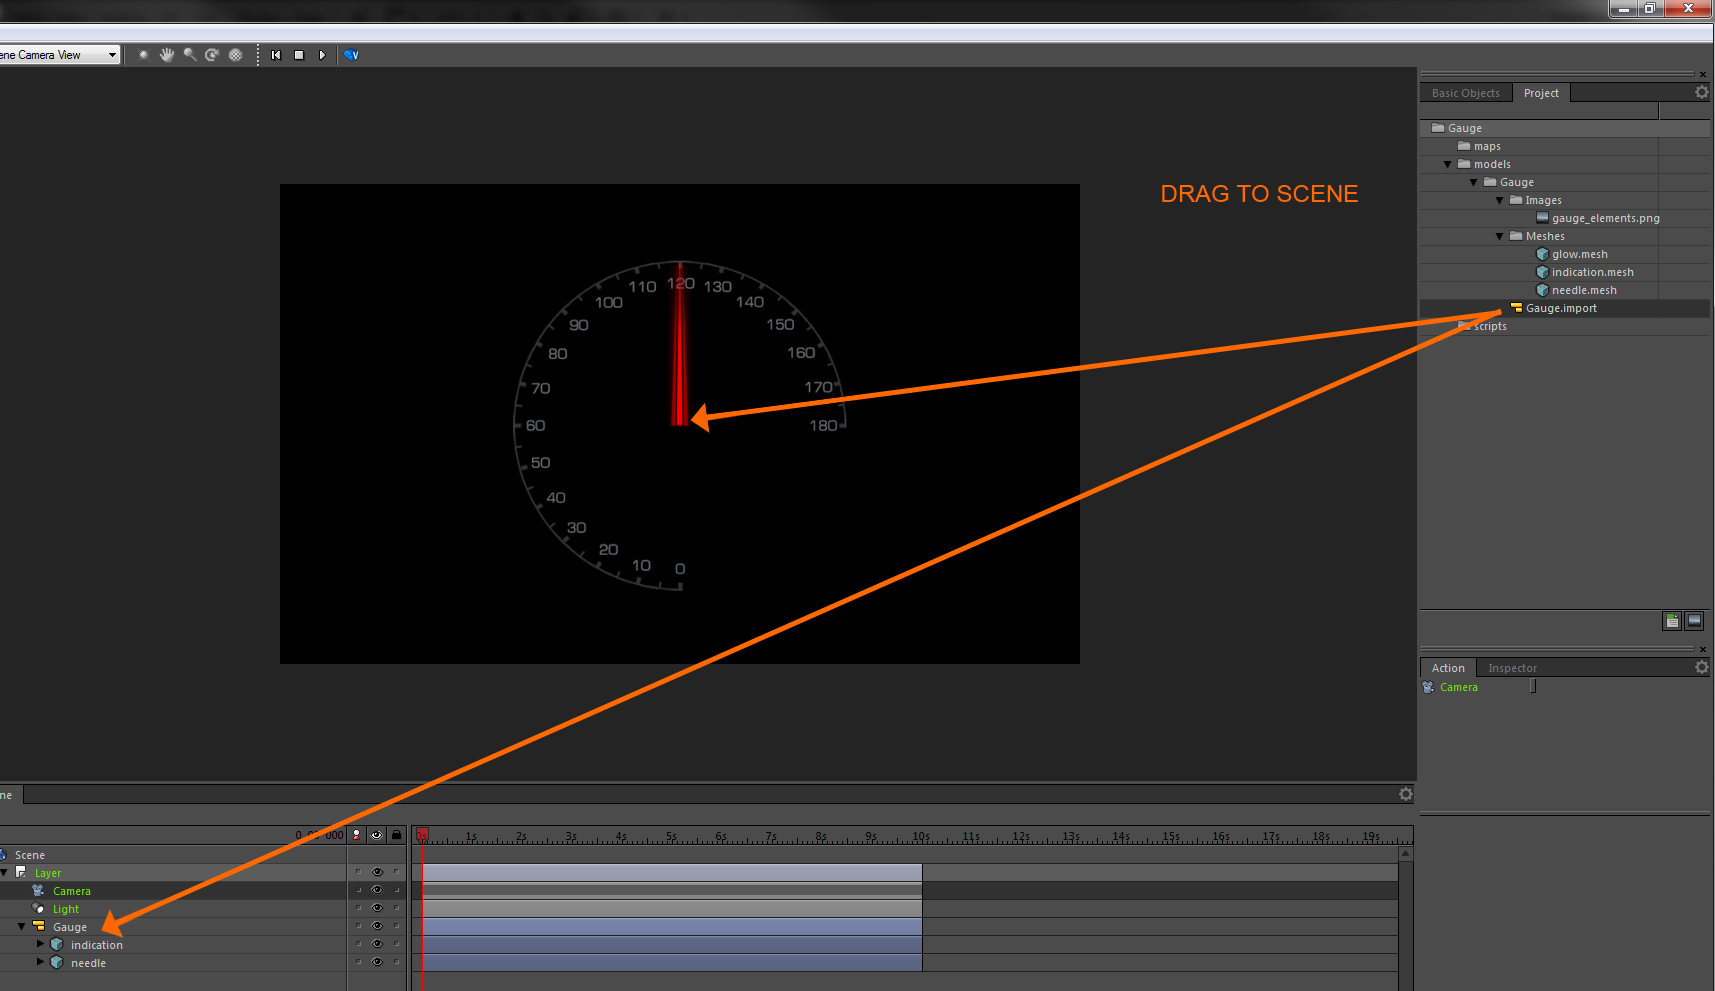 ene Camera View
V
Basic Objects Project
Gauge
maps
models
Gauge
Images
gauge_elements.png
Meshes
glow.mesh
indication.mesh
needle.mesh
Gauge.import
scripts
DRAG TO SCENE
110 120 130
100 140
90 150
80 160
70 170
60 180
50
40
30
20
10 0
Action Inspector
Camera
ne
0s 1s 2s 3s 4s 5s 6s 7s 8s 9s 10s 11s 12s 13s 14s 15s 16s 17s 18s 19s
Scene
Layer
Camera
Light
Gauge
indication
needle